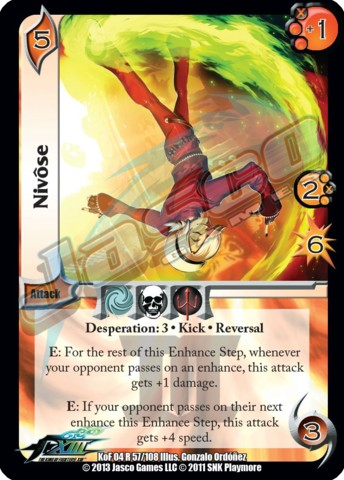 5
+1
Nivôse
Jasco
GAMES
2
6
Attack
Desperation: 3 • Kick • Reversal
E: For the rest of this Enhance Step, whenever
your opponent passes on an enhance, this attack
gets +1 damage.
E: If your opponent passes on their next
enhance this Enhance Step, this attack
gets +4 speed.
XIII
3
KoF 04 R 57/108 Illus. Gonzalo Ordóñez
© 2013 Jasco Games LLC © 2011 SNK Playmore